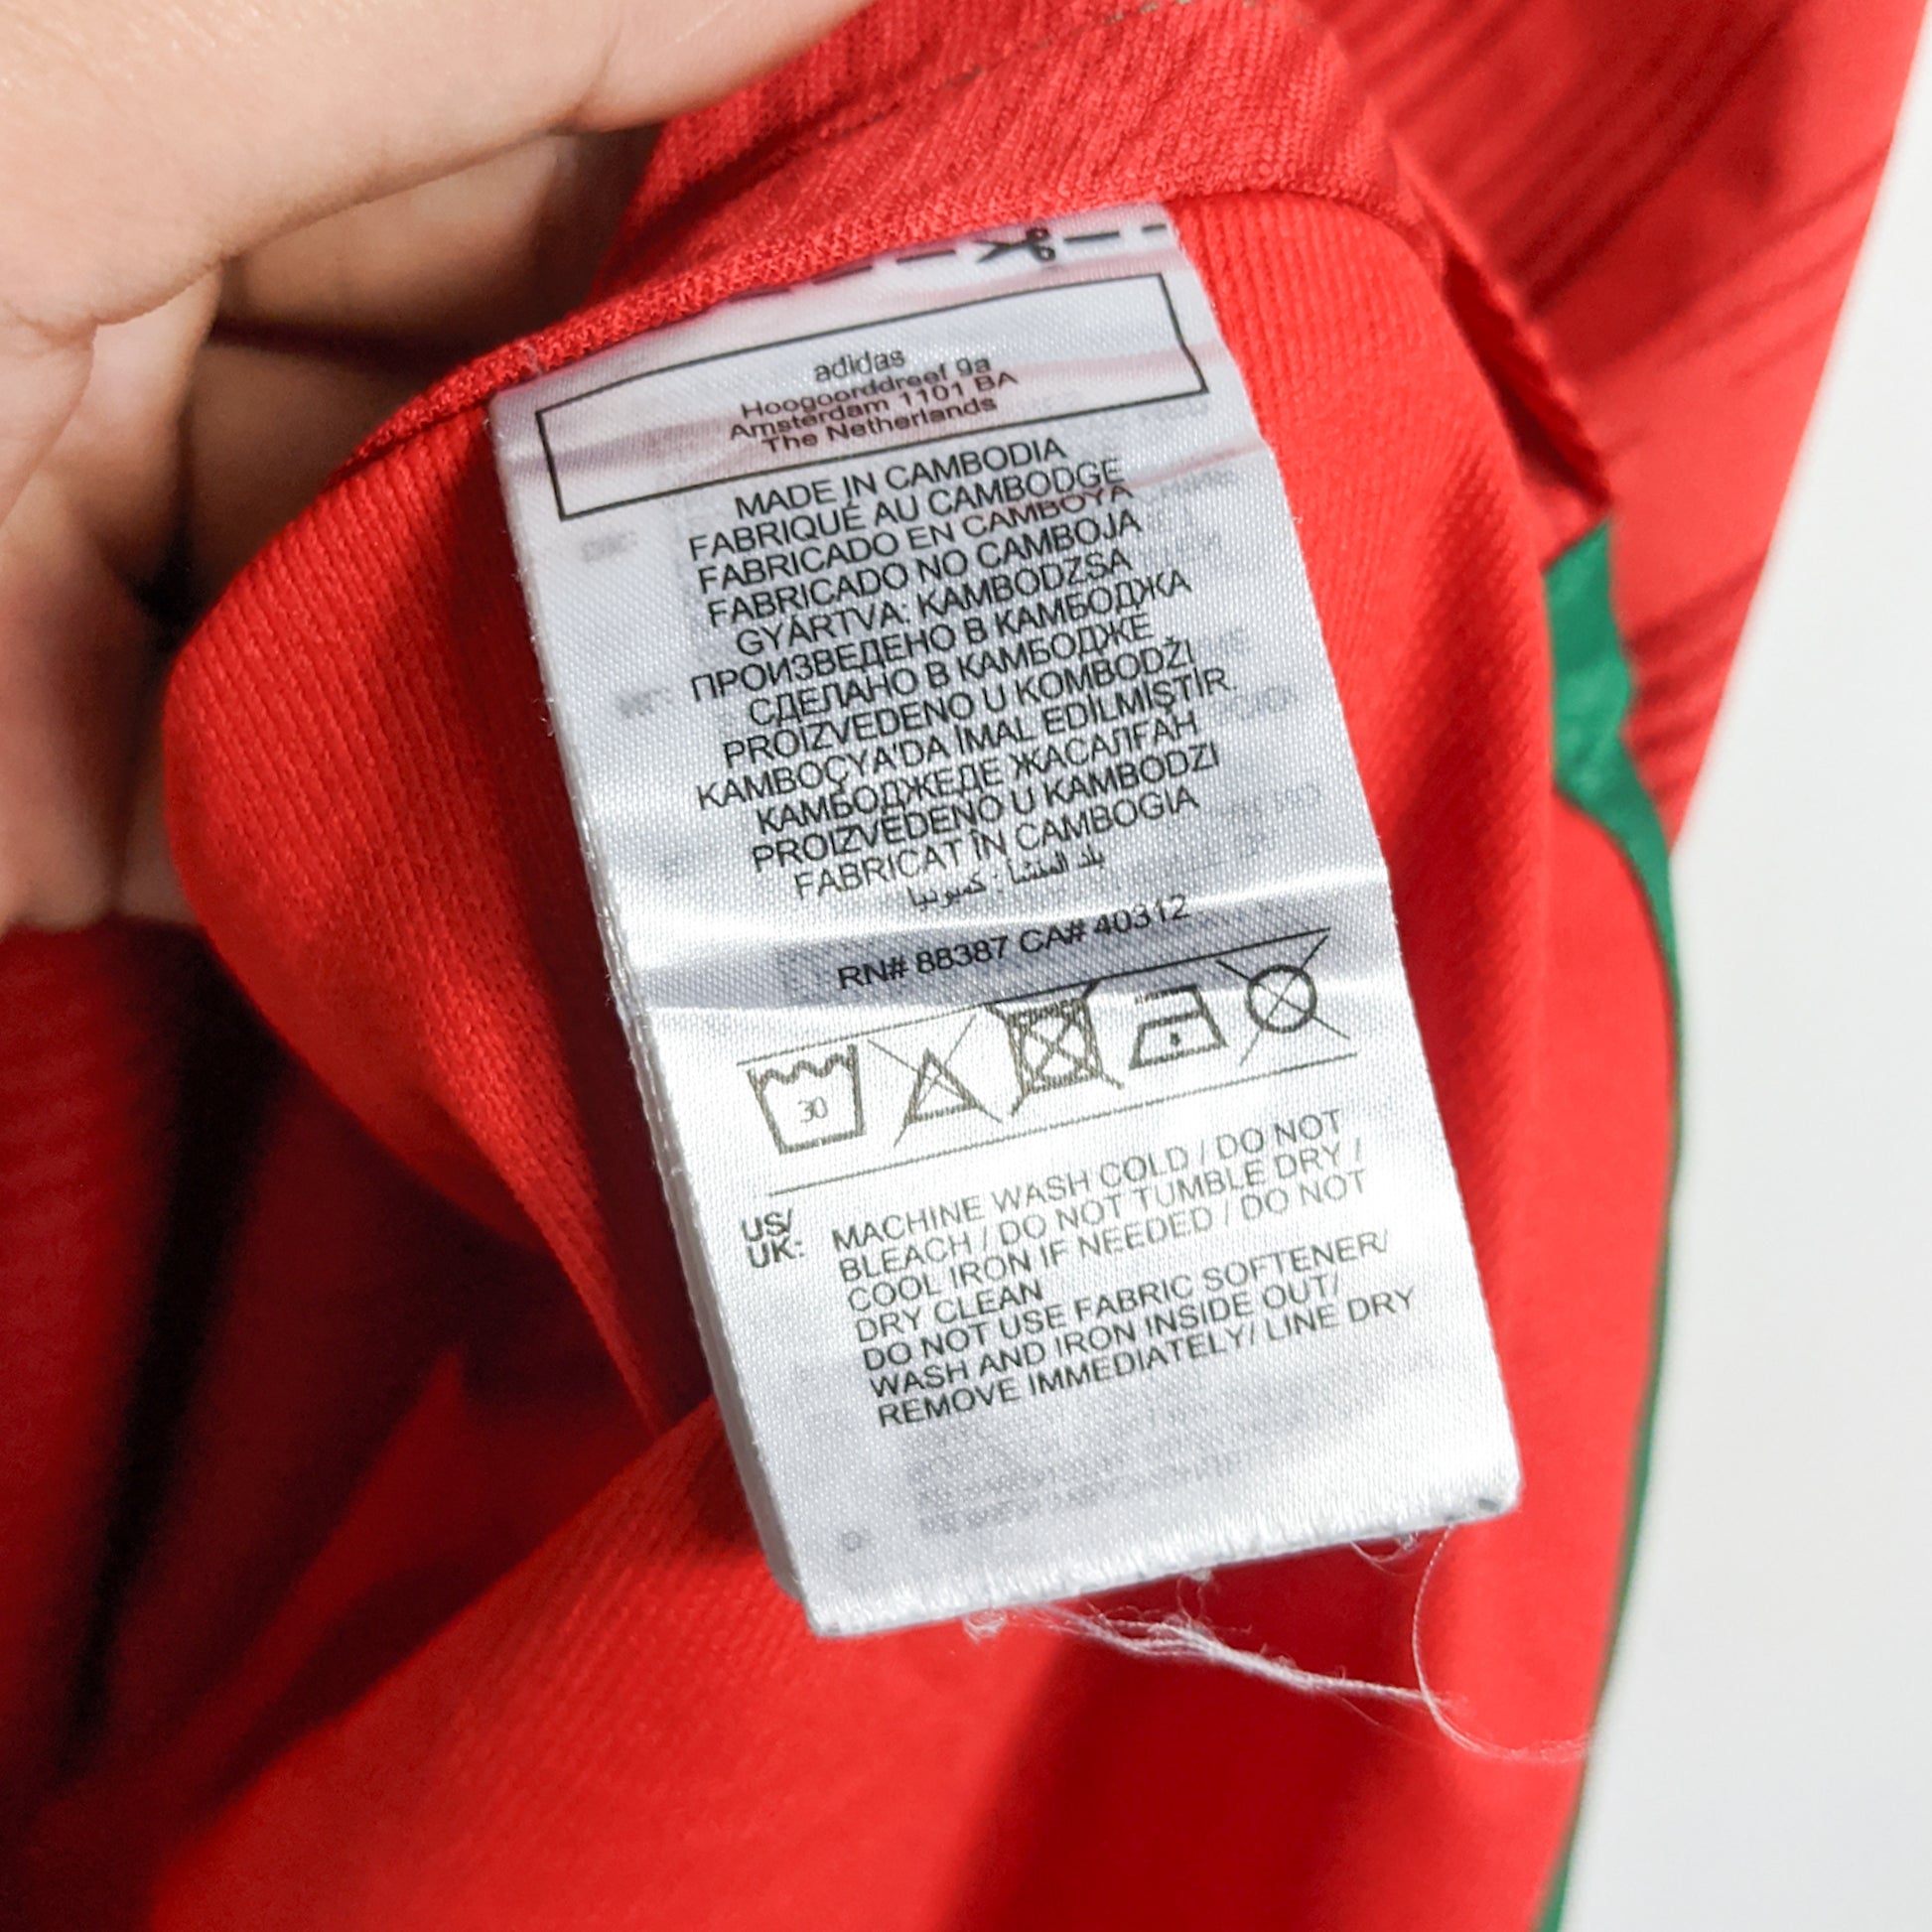 adidas
Hoogoorddreef 9a
Amsterdam 1101 BA
The Netherlands
MADE IN CAMBODIA
FABRIQUÉ AU CAMBODGE
FABRICADO EN CAMBOYA
FABRICADO NO CAMBOJA
GYÁRTVA: KAMBODZSA
ПРОИЗВЕДЕНО В КАМБОДЖА
СДЕЛАНО В КАМБОДЖЕ
PROIZVEDENO U KOMBODŽI
KAMBOÇYA'DA İMAL EDİLMİŞTİR.
КАМБОДЖЕДЕ ЖАСАЛҒАН
PROIZVEDENO U KAMBODZI
FABRICAT ÎN CAMBOGIA
بلد المنشأ : كمبوديا
RN# 88387 CA# 40312
30
US/
UK:
MACHINE WASH COLD / DO NOT
BLEACH / DO NOT TUMBLE DRY /
COOL IRON IF NEEDED / DO NOT
DRY CLEAN
DO NOT USE FABRIC SOFTENER/
WASH AND IRON INSIDE OUT/
REMOVE IMMEDIATELY/ LINE DRY